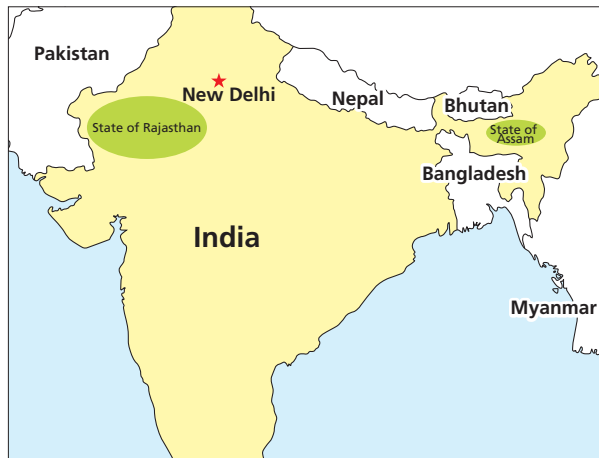 Pakistan
New Delhi
Nepal
Bhutan
State of Rajasthan
State of
Assam
Bangladesh
India
Myanmar